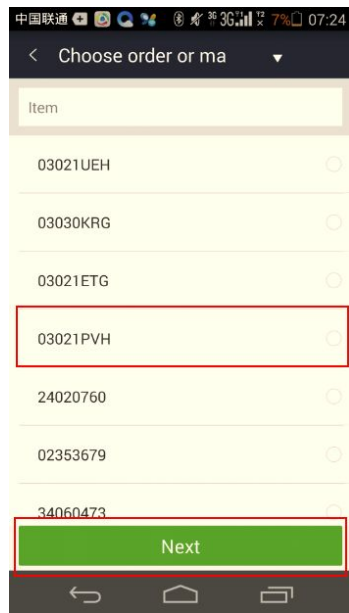 中国联通 3G 3G 7% 07:24
Choose order or ma
Item
03021UEH
03030KRG
03021ETG
03021PVH
24020760
02353679
34060473
Next